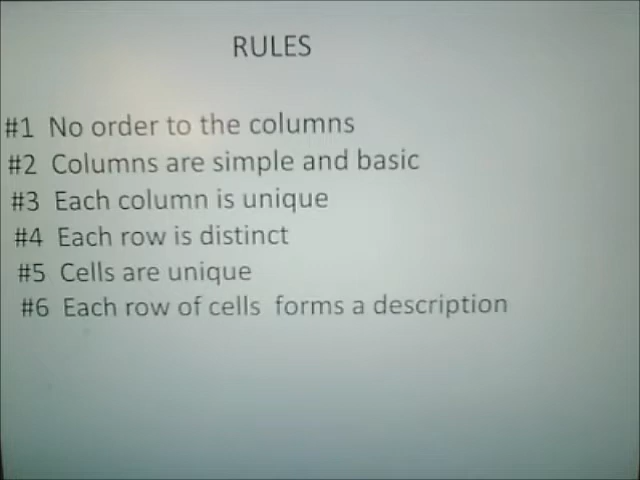 RULES
#1 No order to the columns
#2 Columns are simple and basic
#3 Each column is unique
#4 Each row is distinct
#5 Cells are unique
#6 Each row of cells forms a description